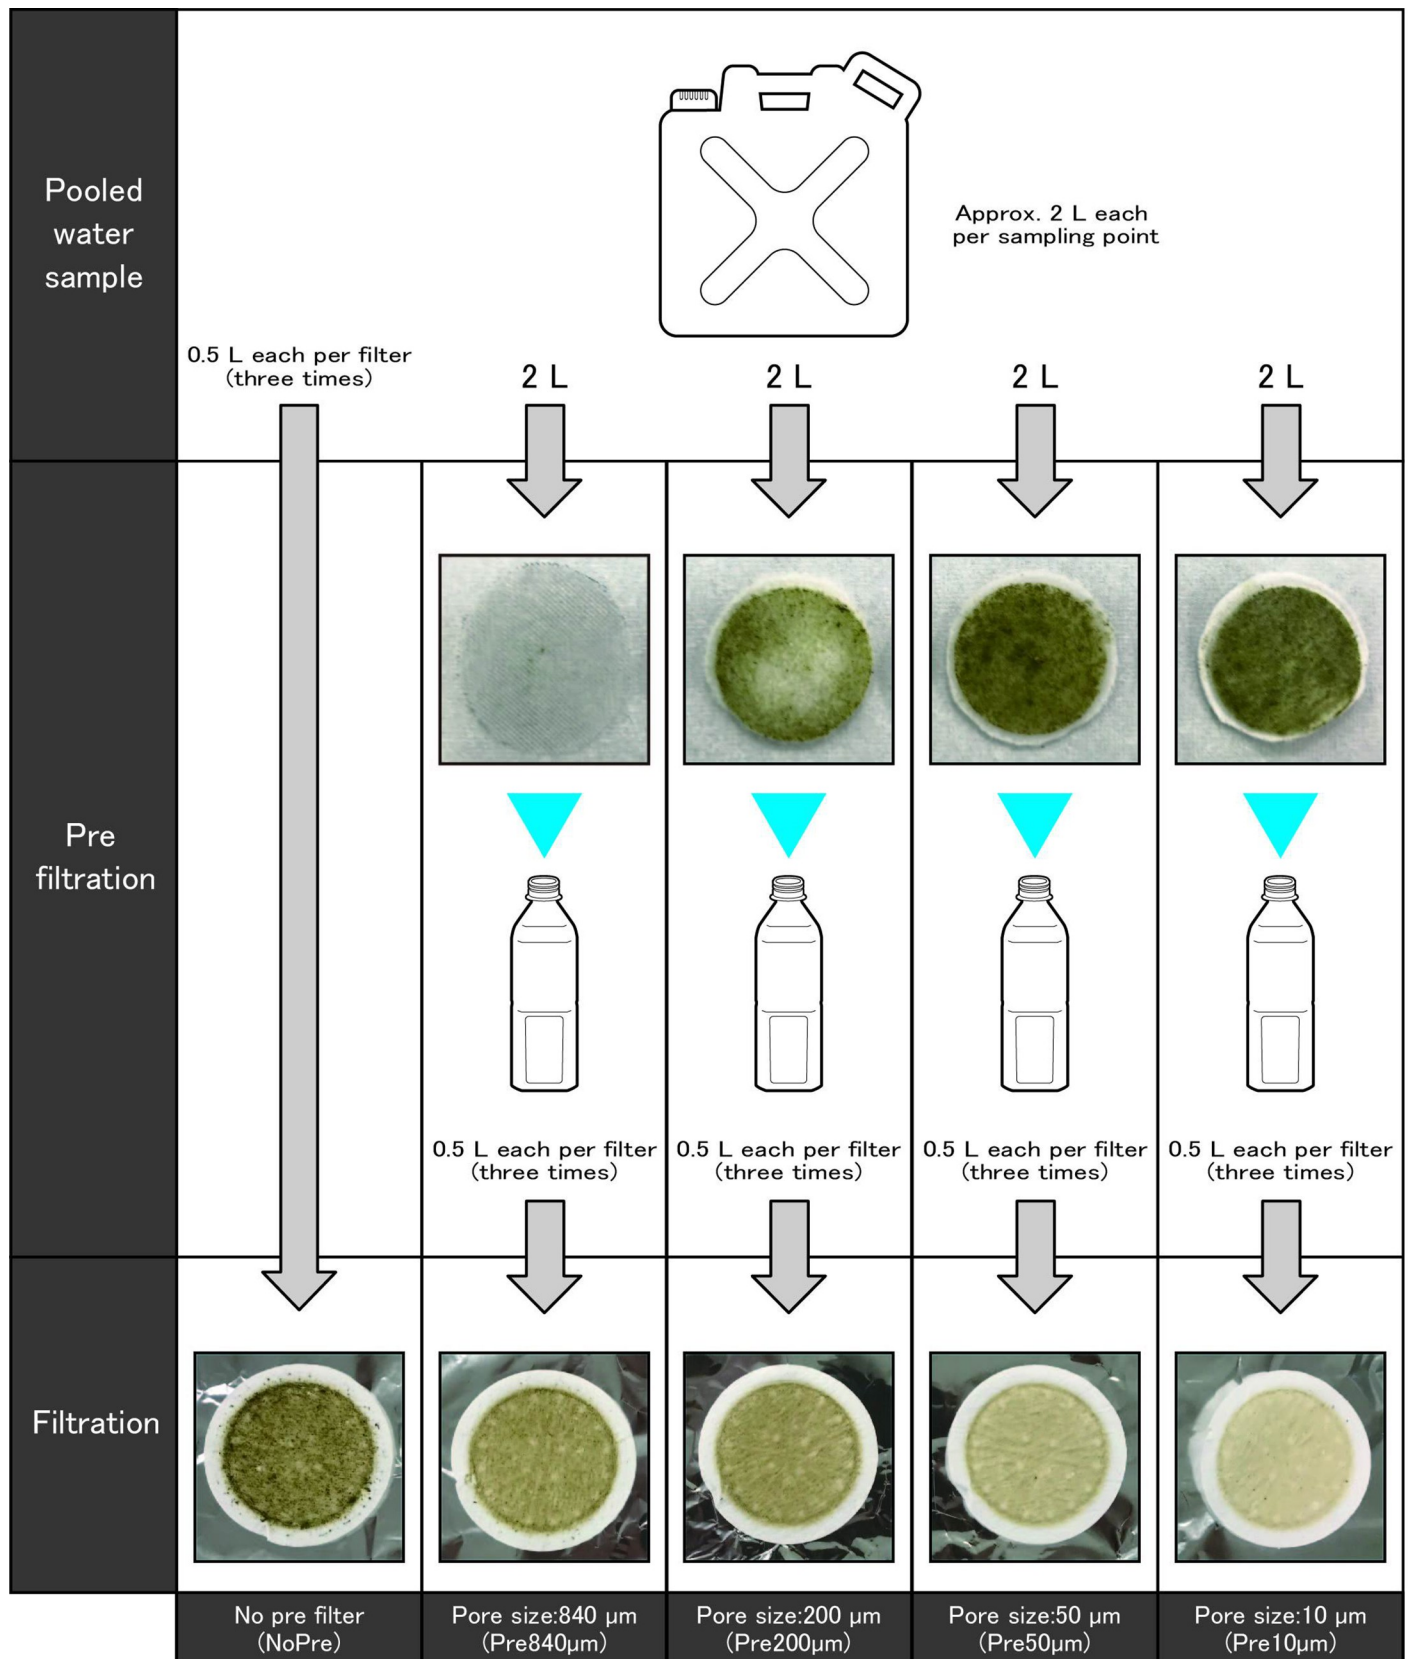 Pooled
water
sample
Approx. 2 L each
per sampling point
0.5 L each per filter
(three times)
2 L
2 L
2 L
2 L
Pre
filtration
0.5 L each per filter
(three times)
0.5 L each per filter
(three times)
0.5 L each per filter
(three times)
0.5 L each per filter
(three times)
Filtration
No pre filter
(NoPre)
Pore size:840 µm
(Pre840µm)
Pore size:200 µm
(Pre200µm)
Pore size:50 µm
(Pre50µm)
Pore size:10 µm
(Pre10µm)